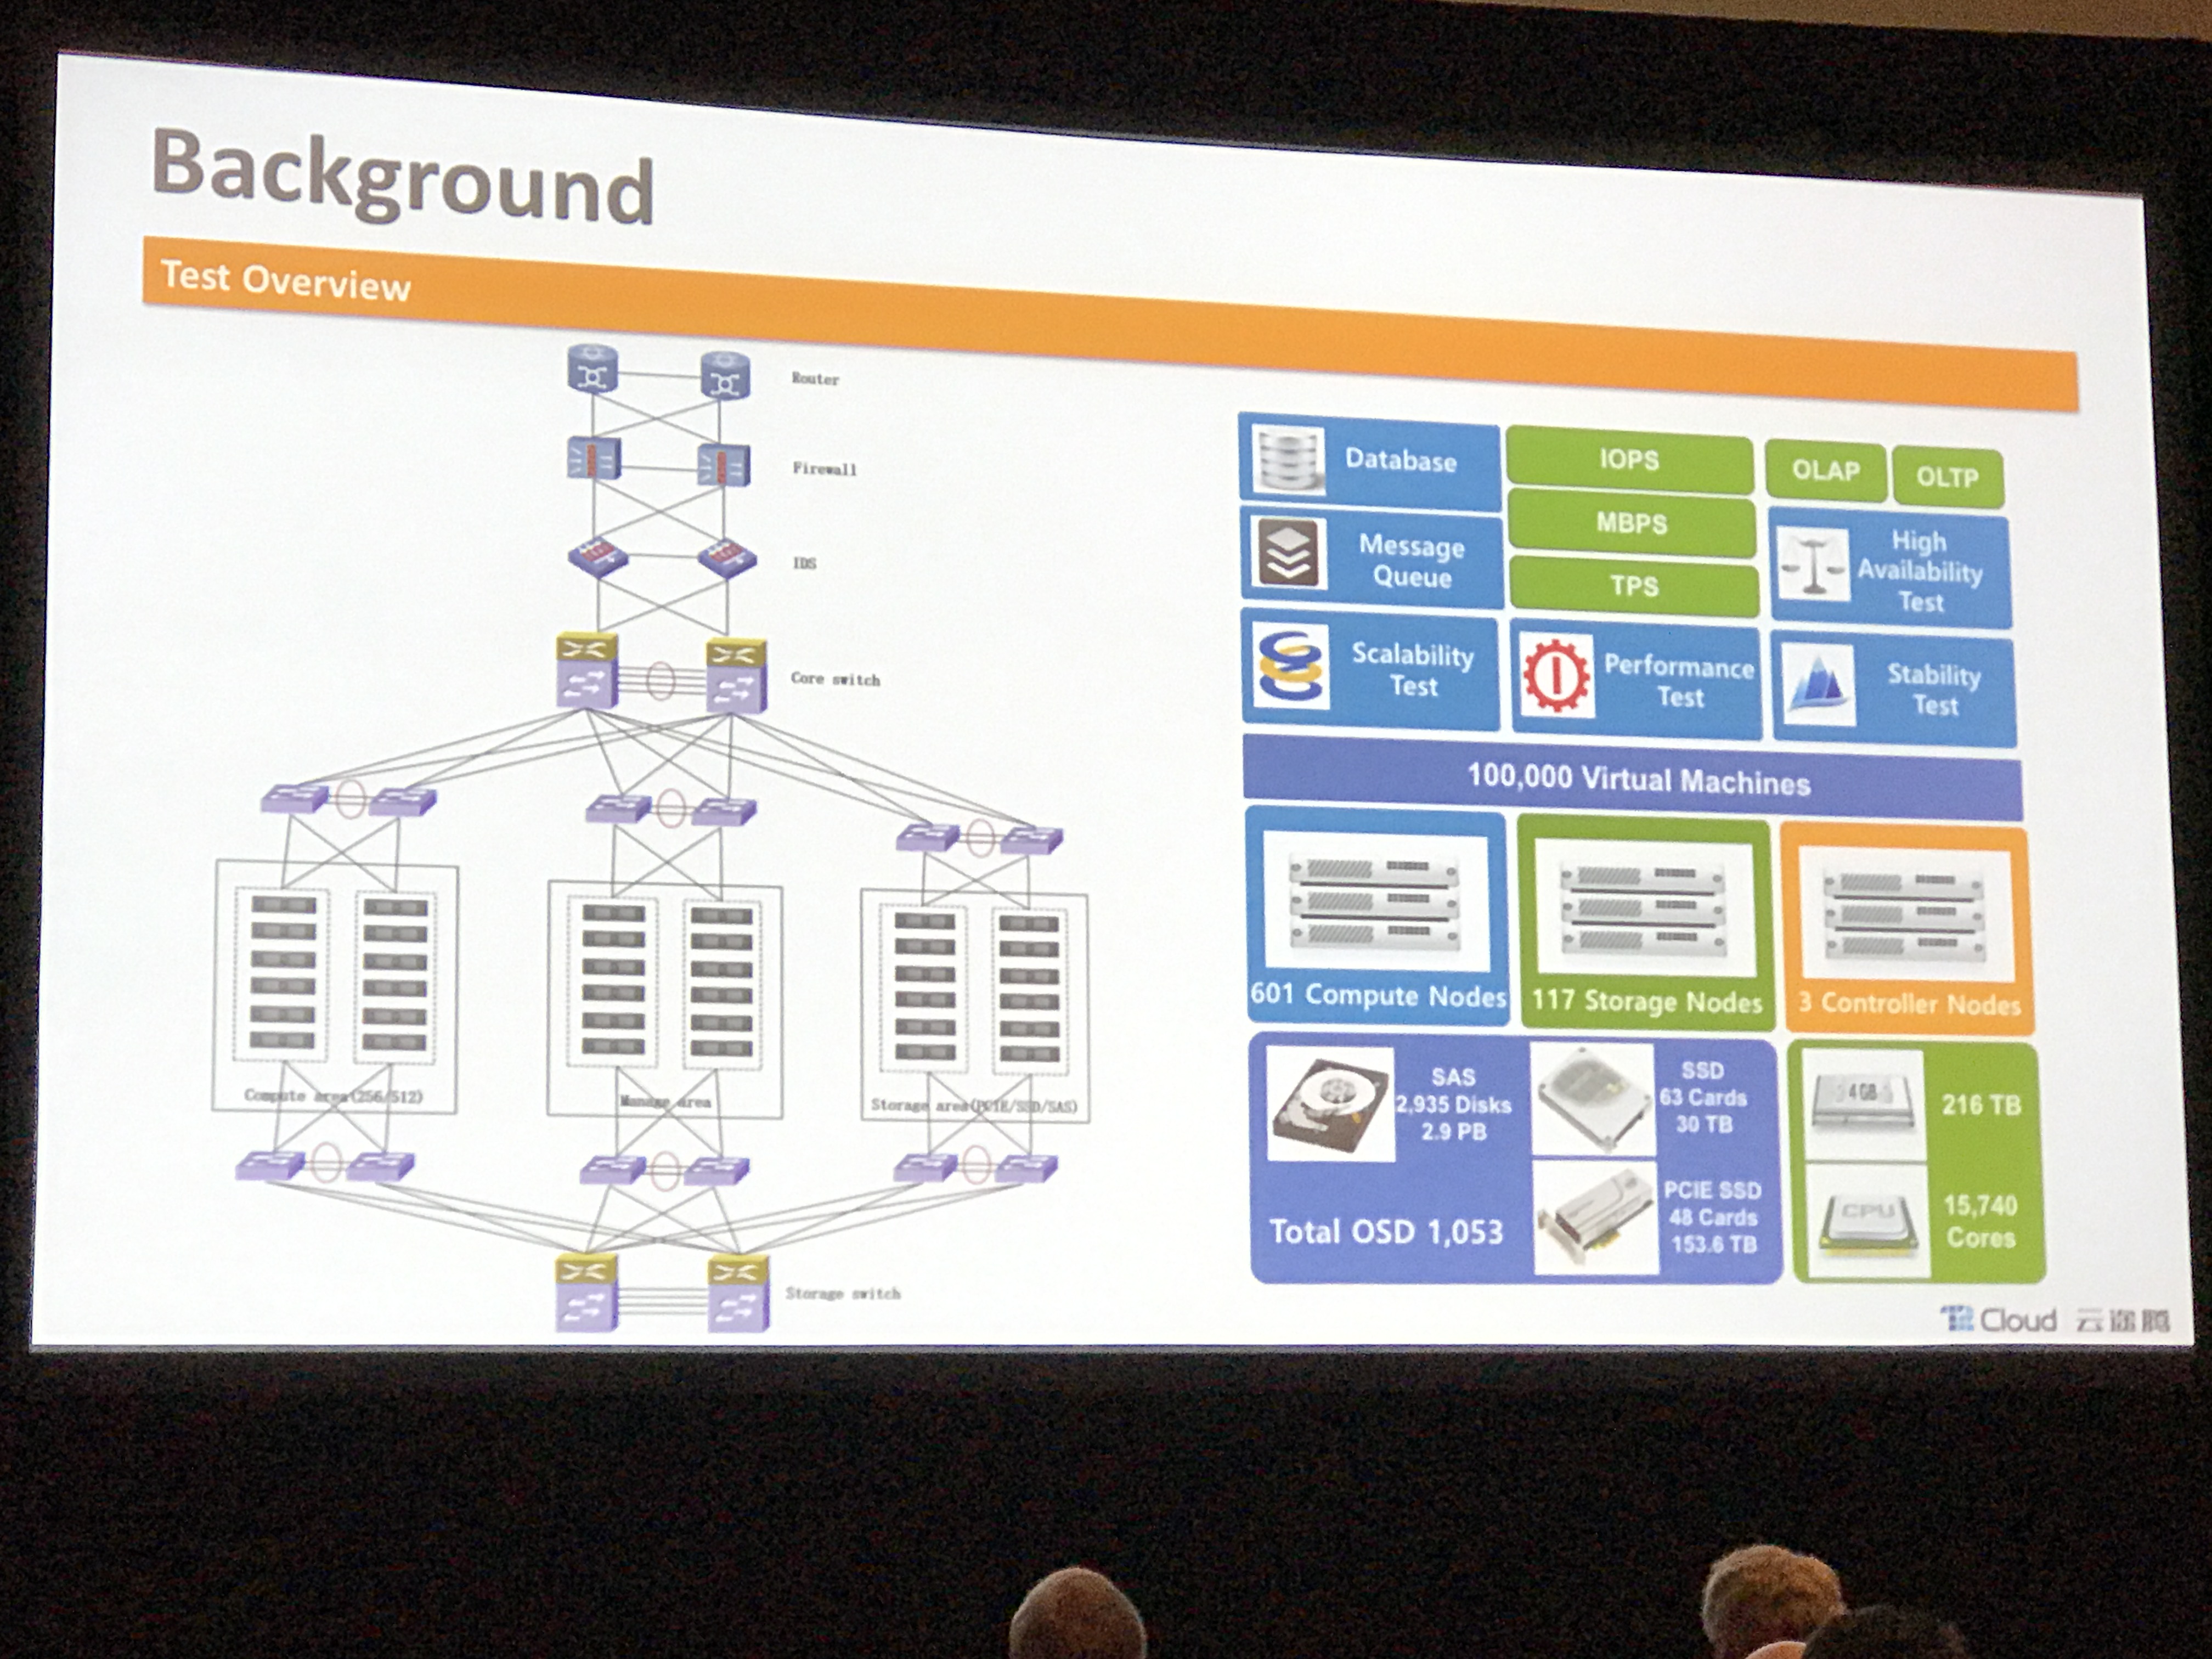 Background
Test Overview
Router
Firewall
IDS
Core switch
Compute area(256/512)
Manage area
Storage area(PCIE/SSD/SAS)
Storage switch
Database
IOPS
OLAP
OLTP
Message
Queue
MBPS
TPS
High
Availability
Test
Scalability
Test
Performance
Test
Stability
Test
100,000 Virtual Machines
601 Compute Nodes
117 Storage Nodes
3 Controller Nodes
SAS
2,935 Disks
2.9 PB
SSD
63 Cards
30 TB
Total OSD 1,053
PCIE SSD
48 Cards
153.6 TB
4GB
216 TB
CPU
15,740
Cores
T2 Cloud 云途腾